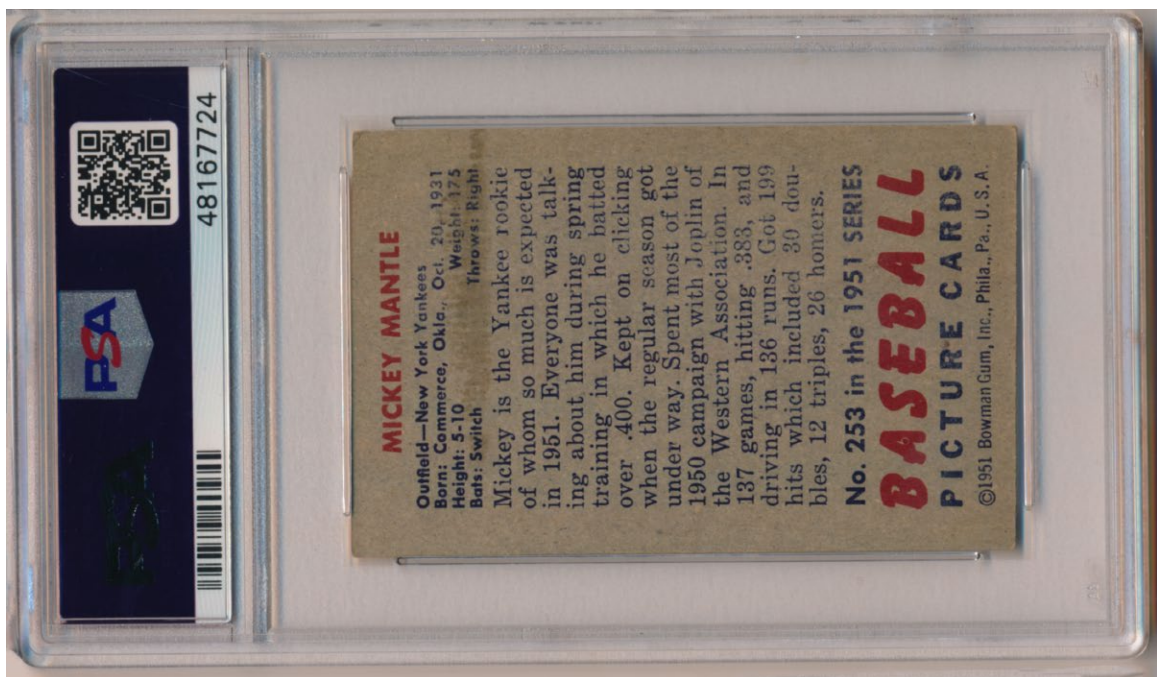 PSA
48167724
MICKEY MANTLE
Outfield—New York Yankees
Born: Commerce, Okla., Oct. 20, 1931
Height: 5-10 Weight: 175
Bats: Switch Throws: Right
Mickey is the Yankee rookie
of whom so much is expected
in 1951. Everyone was talk-
ing about him during spring
training in which he batted
over .400. Kept on clicking
when the regular season got
under way. Spent most of the
1950 campaign with Joplin of
the Western Association. In
137 games, hitting .383, and
driving in 136 runs. Got 199
hits which included 30 dou-
bles, 12 triples, 26 homers.
No. 253 in the 1951 SERIES
BASEBALL
PICTURE CARDS
©1951 Bowman Gum, Inc., Phila., Pa., U. S. A.